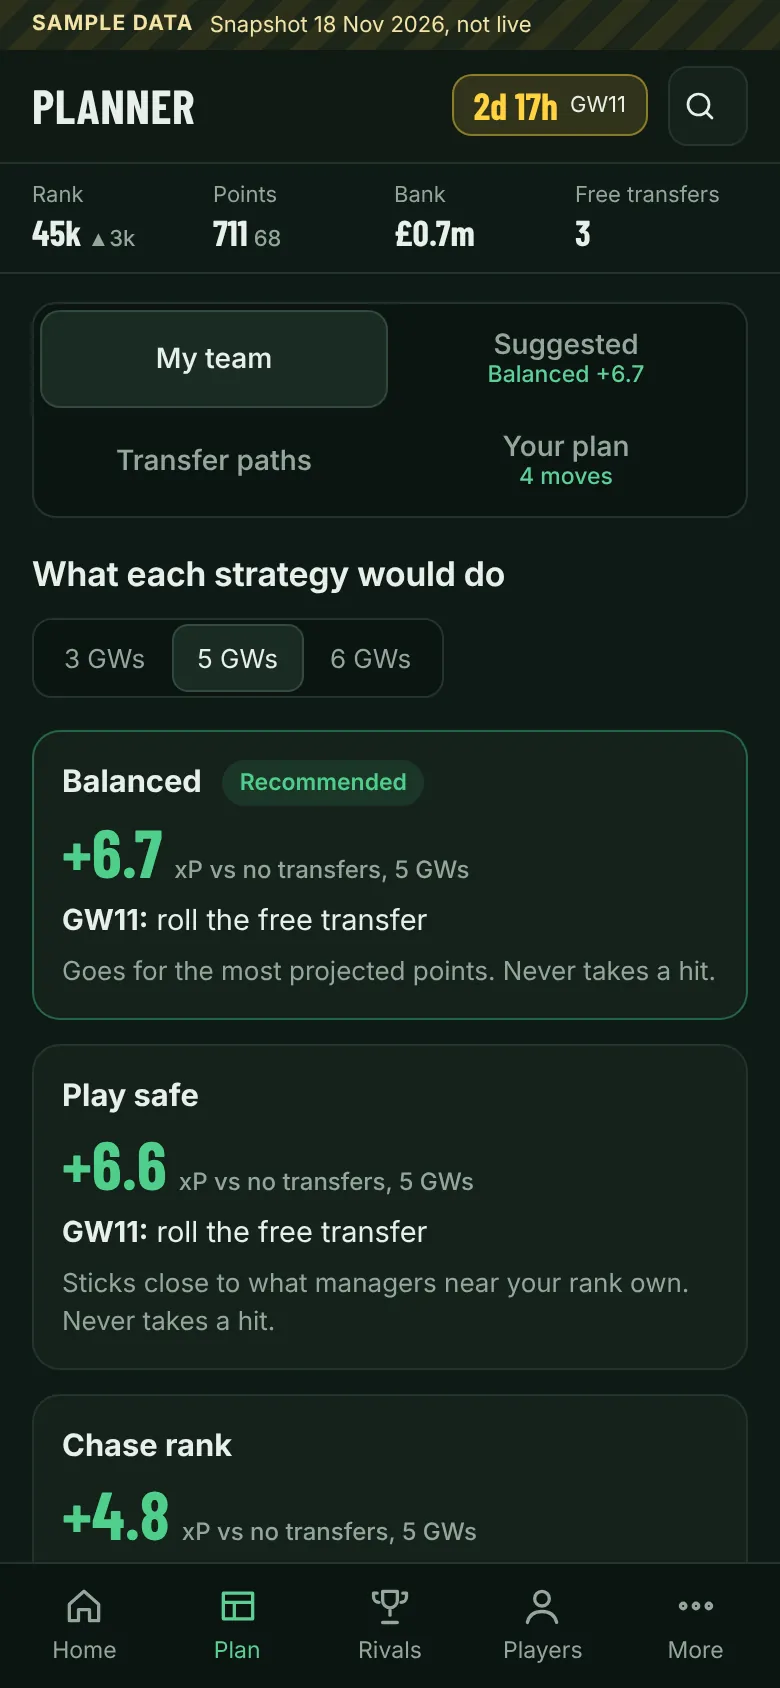 SAMPLE DATA Snapshot 18 Nov 2026, not live
PLANNER
2d 17h GW11
Rank Points Bank Free transfers
45k ▲3k 711 68 £0.7m 3
My team
Suggested
Balanced +6.7
Transfer paths
Your plan
4 moves
What each strategy would do
3 GWs 5 GWs 6 GWs
Balanced Recommended
+6.7 xP vs no transfers, 5 GWs
GW11: roll the free transfer
Goes for the most projected points. Never takes a hit.
Play safe
+6.6 xP vs no transfers, 5 GWs
GW11: roll the free transfer
Sticks close to what managers near your rank own.
Never takes a hit.
Chase rank
+4.8 xP vs no transfers, 5 GWs
Home Plan Rivals Players More